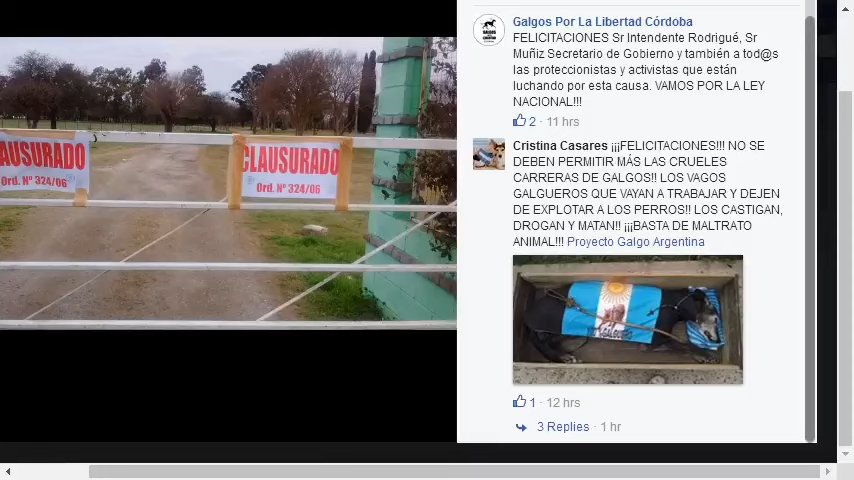 AUSURADO
Ord. Nº 324/06
CLAUSURADO
Ord. Nº 324/06
Galgos Por La Libertad Córdoba
FELICITACIONES Sr Intendente Rodrigué, Sr
Muñiz Secretario de Gobierno y también a tod@s
las proteccionistas y activistas que están
luchando por esta causa. VAMOS POR LA LEY
NACIONAL!!!
2 · 11 hrs
Cristina Casares ¡¡¡FELICITACIONES!!! NO SE
DEBEN PERMITIR MÁS LAS CRUELES
CARRERAS DE GALGOS!! LOS VAGOS
GALGUEROS QUE VAYAN A TRABAJAR Y DEJEN
DE EXPLOTAR A LOS PERROS!! LOS CASTIGAN,
DROGAN Y MATAN!! ¡¡¡BASTA DE MALTRATO
ANIMAL!!! Proyecto Galgo Argentina
1 · 12 hrs
3 Replies · 1 hr